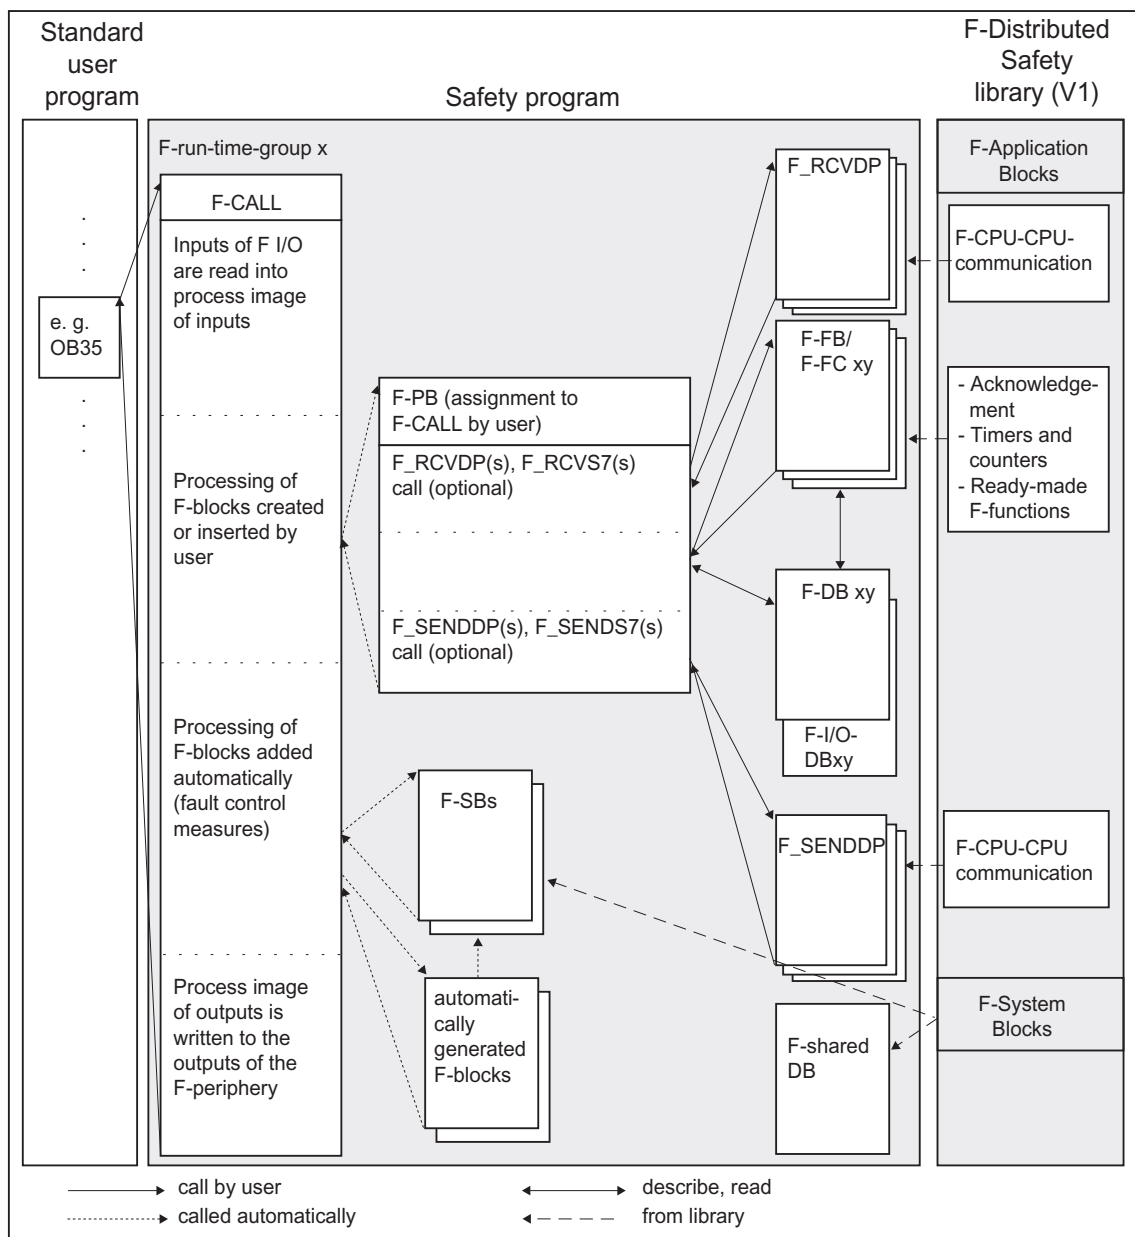 Standard
user
program
Safety program
F-Distributed
Safety
library (V1)
F-run-time-group x
F-CALL
Inputs of F I/O
are read into
process image
of inputs
Processing of
F-blocks created
or inserted by
user
Processing of
F-blocks added
automatically
(fault control
measures)
Process image
of outputs is
written to the
outputs of the
F-periphery
e. g.
OB35
F-PB (assignment to
F-CALL by user)
F_RCVDP(s), F_RCVS7(s)
call (optional)
F_SENDDP(s), F_SENDS7(s)
call (optional)
F-SBs
automati-
cally
generated
F-blocks
F_RCVDP
F-FB/
F-FC xy
F-DB xy
F-I/O-
DBxy
F_SENDDP
F-shared
DB
F-Application
Blocks
F-CPU-CPU-
communication
- Acknowledge-
ment
- Timers and
counters
- Ready-made
F-functions
F-CPU-CPU
communication
F-System
Blocks
call by user
called automatically
describe, read
from library